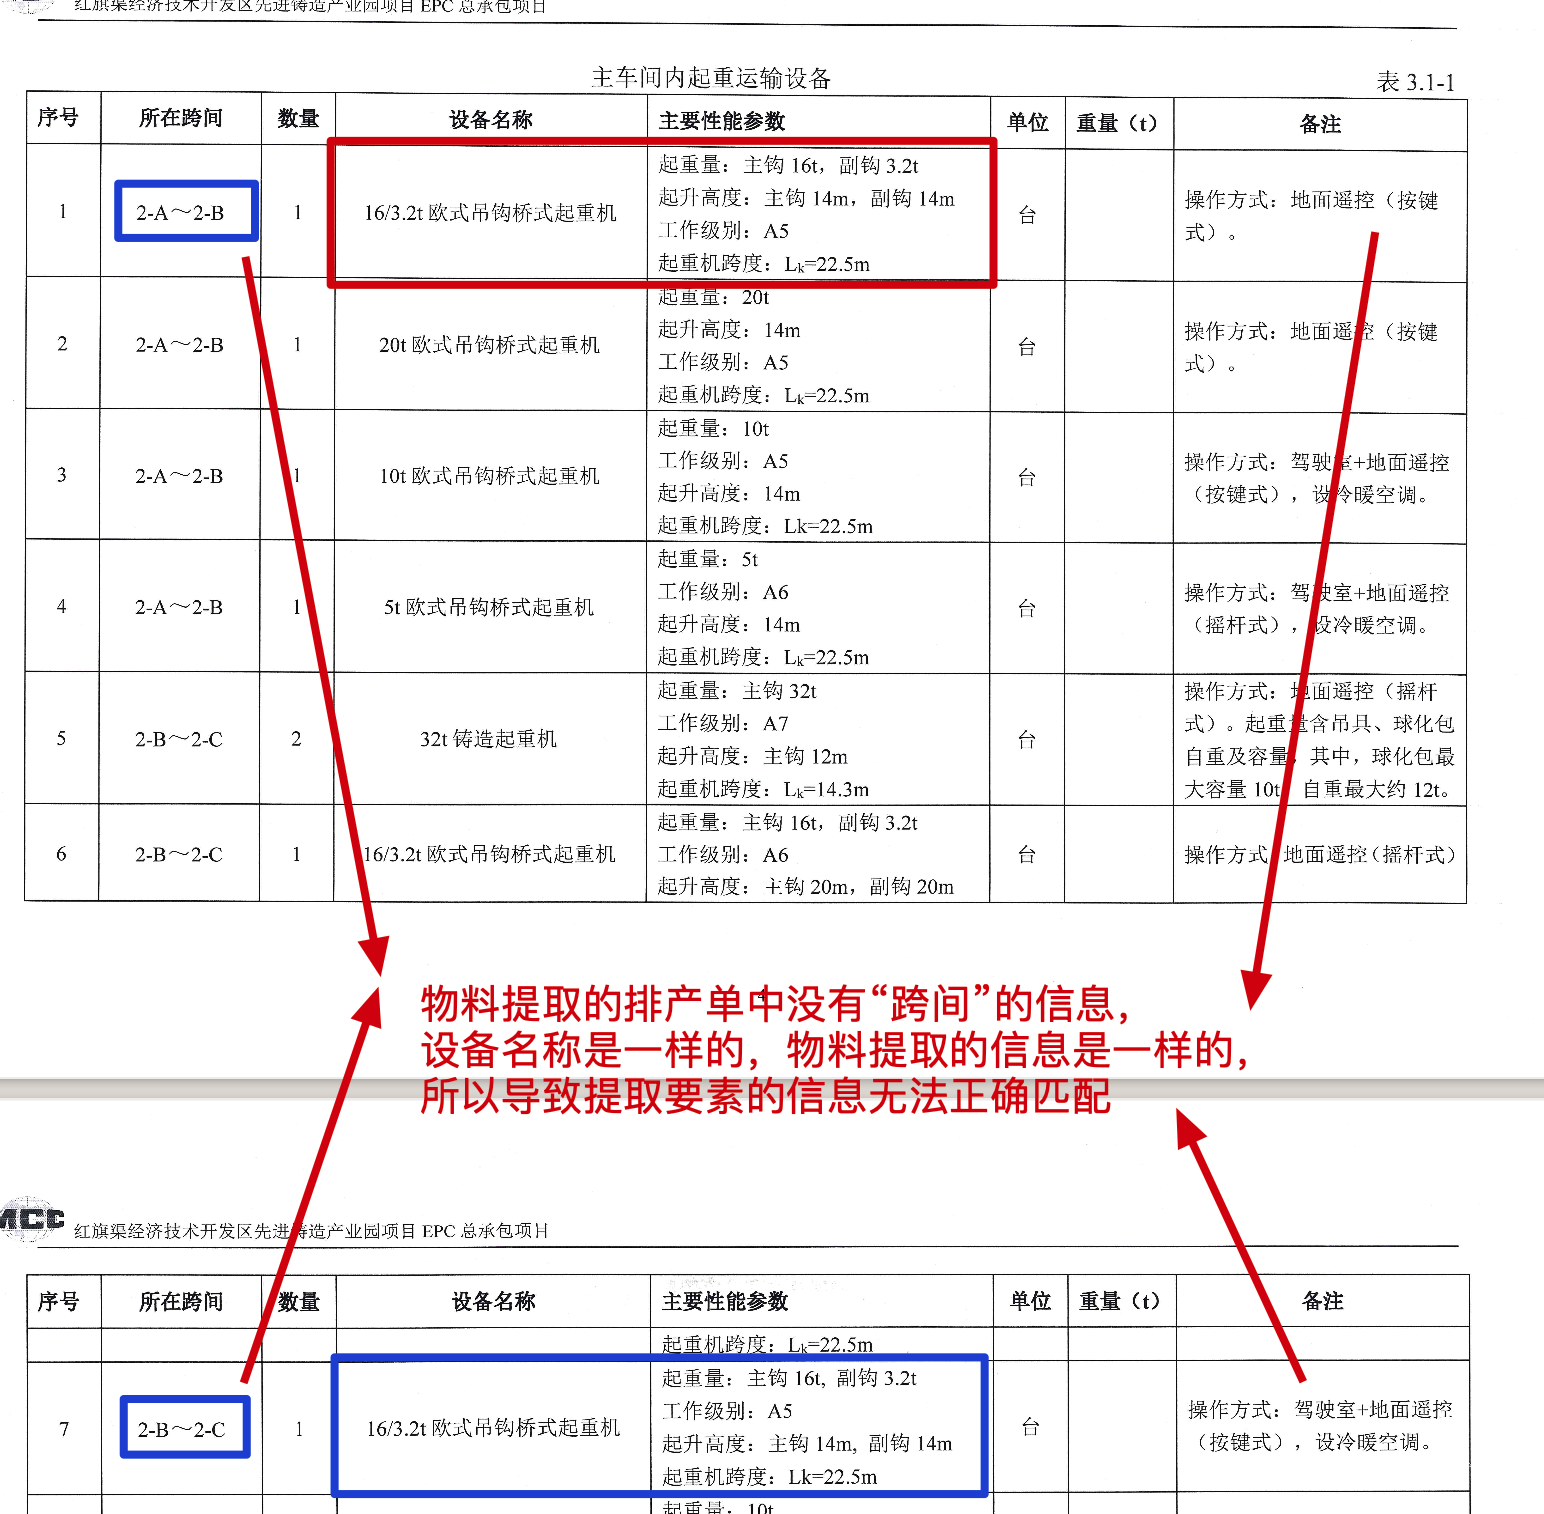 红旗渠经济技术开发区先进铸造产业园项目 EPC 总承包项目
主车间内起重运输设备
表 3.1-1
序号 所在跨间 数量 设备名称 主要性能参数 单位 重量（t） 备注
1 2-A～2-B 1 16/3.2t 欧式吊钩桥式起重机
起重量：主钩 16t，副钩 3.2t
起升高度：主钩 14m，副钩 14m
工作级别：A5
起重机跨度：Lk=22.5m
台
操作方式：地面遥控（按键
式）。
2 2-A～2-B 1 20t 欧式吊钩桥式起重机
起重量：20t
起升高度：14m
工作级别：A5
起重机跨度：Lk=22.5m
台
操作方式：地面遥控（按键
式）。
3 2-A～2-B 1 10t 欧式吊钩桥式起重机
起重量：10t
工作级别：A5
起升高度：14m
起重机跨度：Lk=22.5m
台
操作方式：驾驶室+地面遥控
（按键式），设冷暖空调。
4 2-A～2-B 1 5t 欧式吊钩桥式起重机
起重量：5t
工作级别：A6
起升高度：14m
起重机跨度：Lk=22.5m
台
操作方式：驾驶室+地面遥控
（摇杆式），设冷暖空调。
5 2-B～2-C 2 32t 铸造起重机
起重量：主钩 32t
工作级别：A7
起升高度：主钩 12m
起重机跨度：Lk=14.3m
台
操作方式：地面遥控（摇杆
式）。起重量含吊具、球化包
自重及容量，其中，球化包最
大容量 10t，自重最大约 12t。
6 2-B～2-C 1 16/3.2t 欧式吊钩桥式起重机
起重量：主钩 16t，副钩 3.2t
工作级别：A6
起升高度：主钩 20m，副钩 20m
台
操作方式：地面遥控（摇杆式）
4
物料提取的排产单中没有“跨间”的信息，
设备名称是一样的，物料提取的信息是一样的，
所以导致提取要素的信息无法正确匹配
MCC
红旗渠经济技术开发区先进铸造产业园项目 EPC 总承包项目
序号 所在跨间 数量 设备名称 主要性能参数 单位 重量（t） 备注
起重机跨度：Lk=22.5m
7 2-B～2-C 1 16/3.2t 欧式吊钩桥式起重机
起重量：主钩 16t, 副钩 3.2t
工作级别：A5
起升高度：主钩 14m, 副钩 14m
起重机跨度：Lk=22.5m
台
操作方式：驾驶室+地面遥控
（按键式），设冷暖空调。
起重量：10t